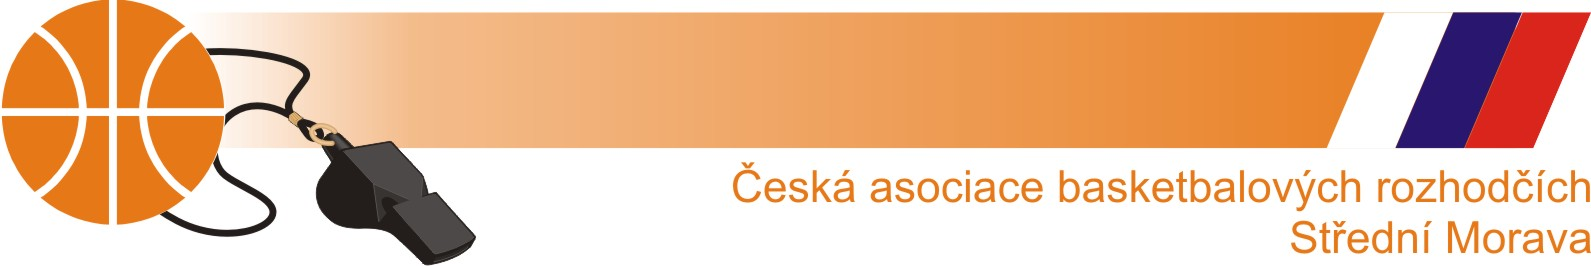 Česká asociace basketbalových rozhodčích
Střední Morava